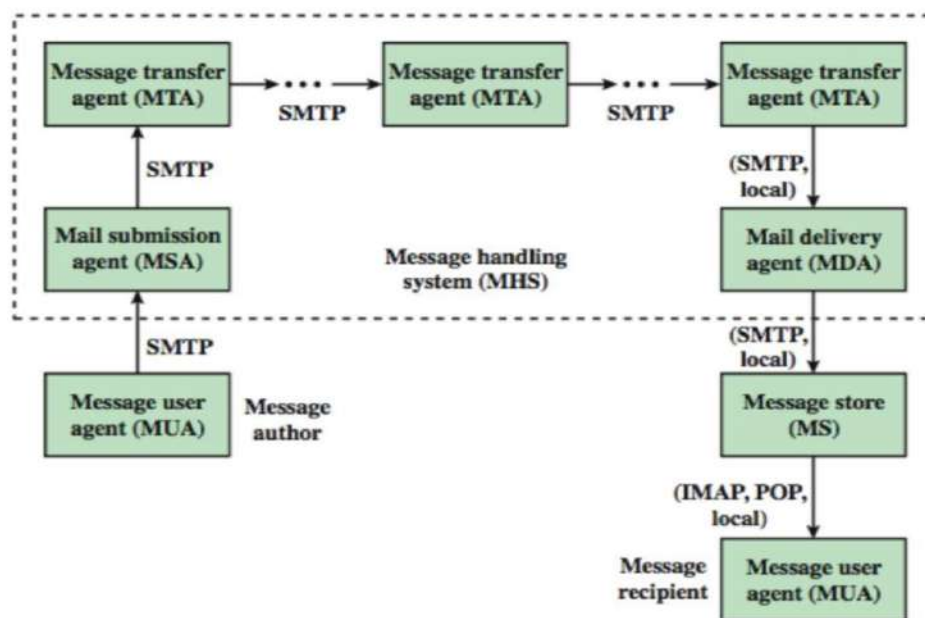 Message transfer
agent (MTA)
SMTP
Message transfer
agent (MTA)
SMTP
Message transfer
agent (MTA)
SMTP
(SMTP,
local)
Mail submission
agent (MSA)
Message handling
system (MHS)
Mail delivery
agent (MDA)
SMTP
(SMTP,
local)
Message user
agent (MUA)
Message
author
Message store
(MS)
(IMAP, POP,
local)
Message
recipient
Message user
agent (MUA)